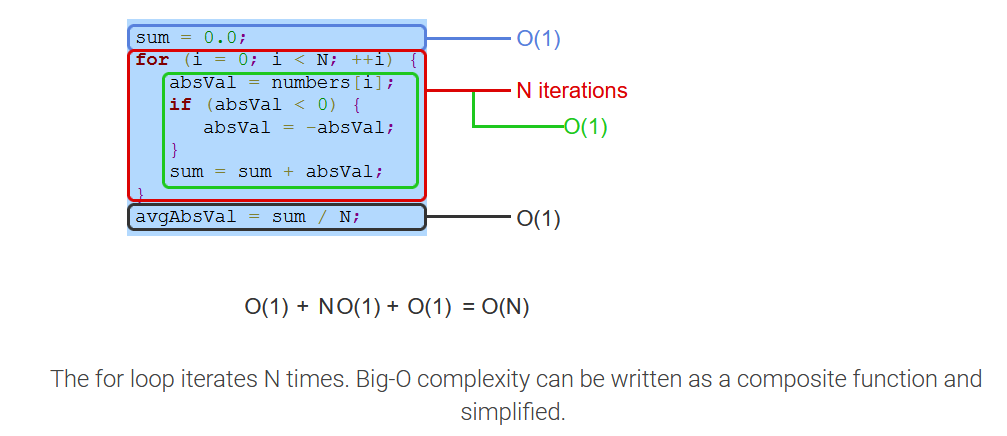 sum = 0.0;
O(1)
for (i = 0; i < N; ++i) {
absVal = numbers[i];
N iterations
if (absVal < 0) {
absVal = -absVal;
O(1)
}
sum = sum + absVal;
}
avgAbsVal = sum / N;
O(1)
O(1) + N O(1) + O(1) = O(N)
The for loop iterates N times. Big-O complexity can be written as a composite function and
simplified.